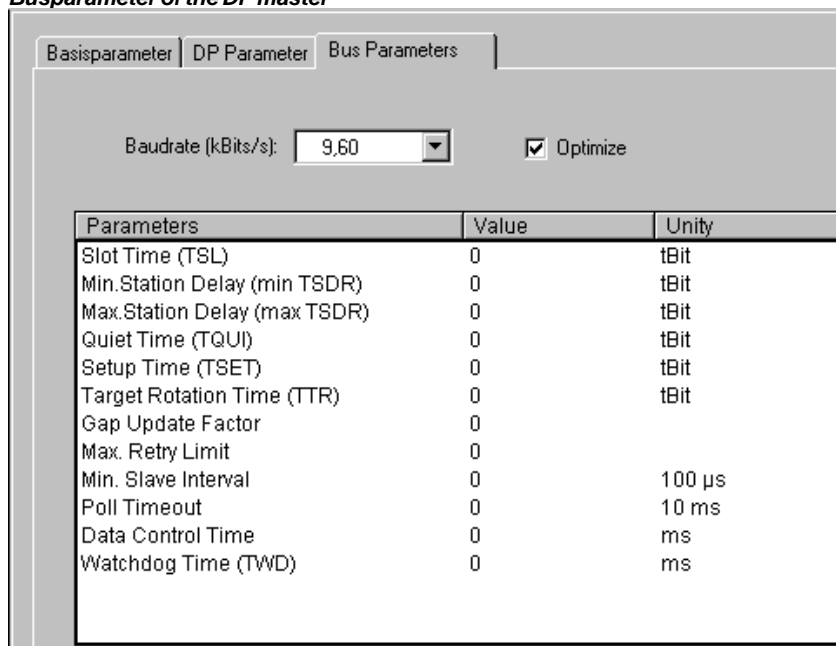 Busparameter of the DP master
Basisparameter DP Parameter Bus Parameters
Baudrate (kBits/s): 9,60 Optimize
Parameters Value Unity
Slot Time (TSL) 0 tBit
Min.Station Delay (min TSDR) 0 tBit
Max.Station Delay (max TSDR) 0 tBit
Quiet Time (TQUI) 0 tBit
Setup Time (TSET) 0 tBit
Target Rotation Time (TTR) 0 tBit
Gap Update Factor 0
Max. Retry Limit 0
Min. Slave Interval 0 100 µs
Poll Timeout 0 10 ms
Data Control Time 0 ms
Watchdog Time (TWD) 0 ms